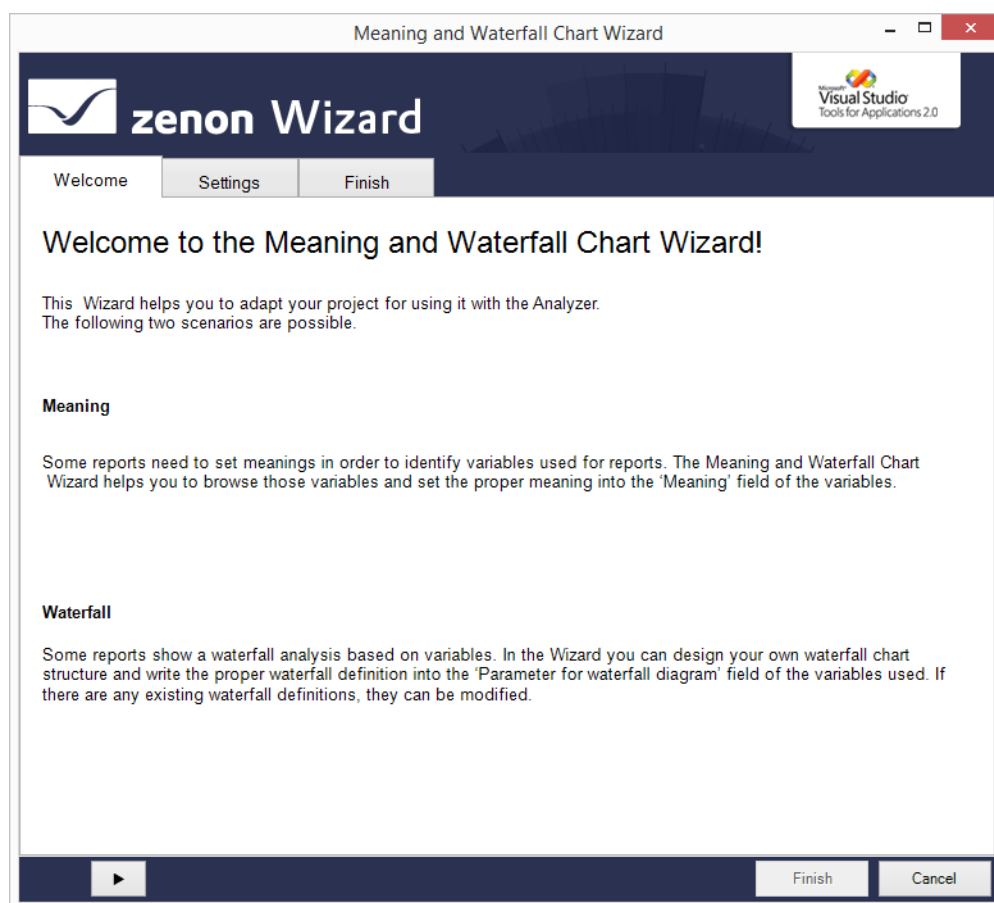 Meaning and Waterfall Chart Wizard
zenon Wizard
Microsoft
Visual Studio
Tools for Applications 2.0
Welcome
Settings
Finish
Welcome to the Meaning and Waterfall Chart Wizard!
This Wizard helps you to adapt your project for using it with the Analyzer.
The following two scenarios are possible.
Meaning
Some reports need to set meanings in order to identify variables used for reports. The Meaning and Waterfall Chart
Wizard helps you to browse those variables and set the proper meaning into the ‘Meaning’ field of the variables.
Waterfall
Some reports show a waterfall analysis based on variables. In the Wizard you can design your own waterfall chart
structure and write the proper waterfall definition into the ‘Parameter for waterfall diagram’ field of the variables used. If
there are any existing waterfall definitions, they can be modified.
Finish
Cancel